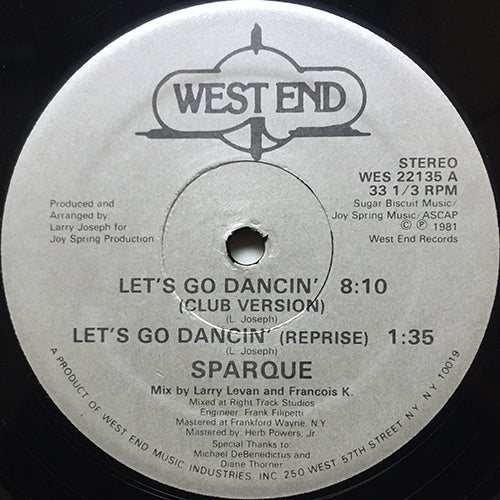 WEST END
STEREO
WES 22135 A
33 1/3 RPM
Sugar Biscuit Music/
Joy Spring Music/ASCAP
© ℗ 1981
West End Records
Produced and
Arranged by:
Larry Joseph for
Joy Spring Production
LET'S GO DANCIN' 8:10
(CLUB VERSION)
(L. Joseph)
LET'S GO DANCIN' (REPRISE) 1:35
(L. Joseph)
SPARQUE
Mix by Larry Levan and Francois K.
Mixed at Right Track Studios
Engineer: Frank Filipetti
Mastered at Frankford Wayne, N.Y
Mastered by: Herb Powers, Jr.
Special Thanks to:
Michael DeBenedictus and
Diane Thorner
A PRODUCT OF WEST END MUSIC INDUSTRIES, INC 250 WEST 57TH STREET NY, NY 10019